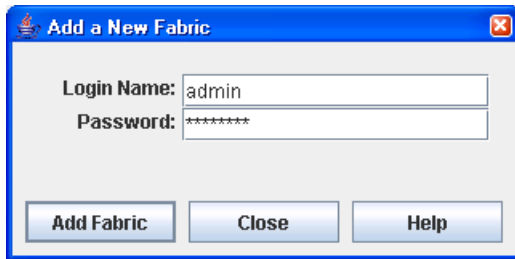 Add a New Fabric
Login Name: admin
Password: ********
Add Fabric Close Help